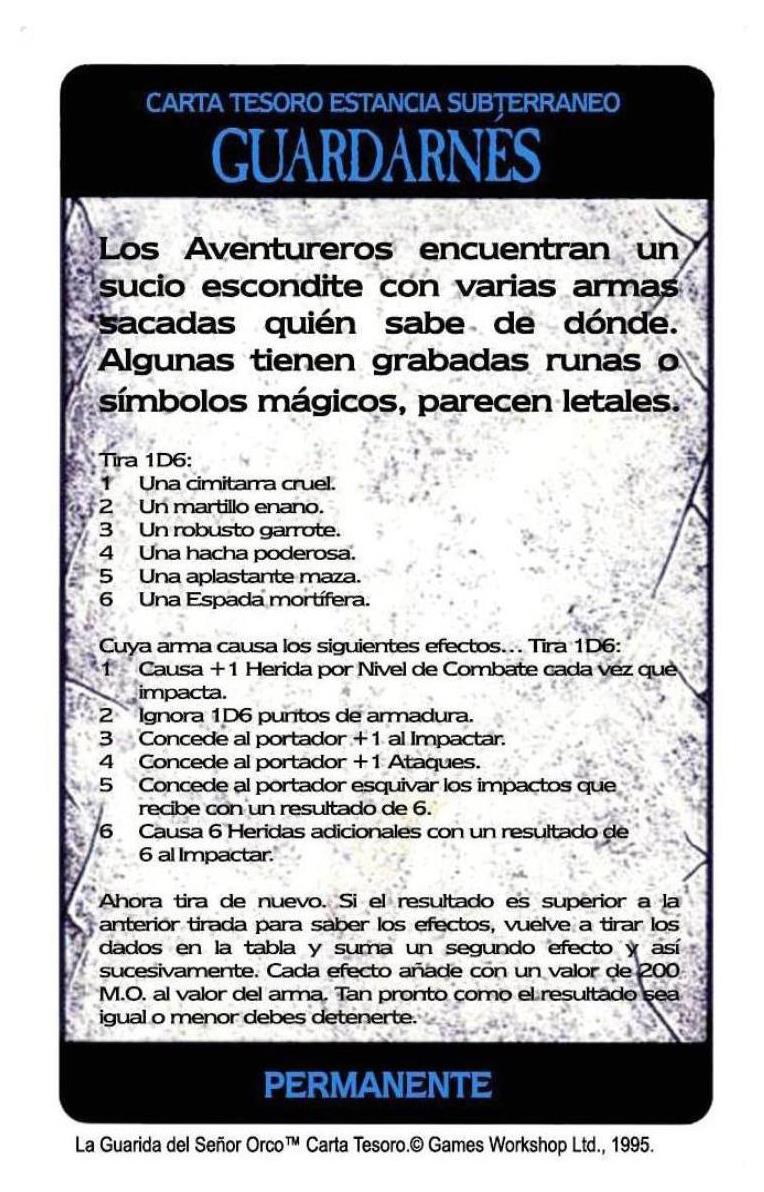 CARTA TESORO ESTANCIA SUBTERRANEO
GUARDARNÉS
Los Aventureros encuentran un
sucio escondite con varias armas
sacadas quién sabe de dónde.
Algunas tienen grabadas runas o
símbolos mágicos, parecen letales.
Tira 1D6:
1 Una cimitarra cruel.
2 Un martillo enano.
3 Un robusto garrote.
4 Una hacha poderosa.
5 Una aplastante maza.
6 Una Espada mortífera.
Cuya arma causa los siguientes efectos... Tira 1D6:
1 Causa +1 Herida por Nivel de Combate cada vez que
impacta.
2 Ignora 1D6 puntos de armadura.
3 Concede al portador +1 al Impactar.
4 Concede al portador +1 Ataques.
5 Concede al portador esquivar los impactos que
recibe con un resultado de 6.
6 Causa 6 Heridas adicionales con un resultado de
6 al Impactar.
Ahora tira de nuevo. Si el resultado es superior a la
anterior tirada para saber los efectos, vuelve a tirar los
dados en la tabla y suma un segundo efecto y así
sucesivamente. Cada efecto añade con un valor de 200
M.O. al valor del arma. Tan pronto como el resultado sea
igual o menor debes detenerte.
PERMANENTE
La Guarida del Señor Orco™ Carta Tesoro.© Games Workshop Ltd., 1995.